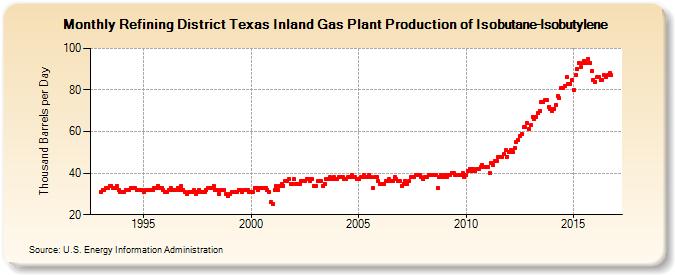 Monthly Refining District Texas Inland Gas Plant Production of Isobutane-Isobutylene
Thousand Barrels per Day
100
80
60
40
20
1995 2000 2005 2010 2015
Source: U.S. Energy Information Administration